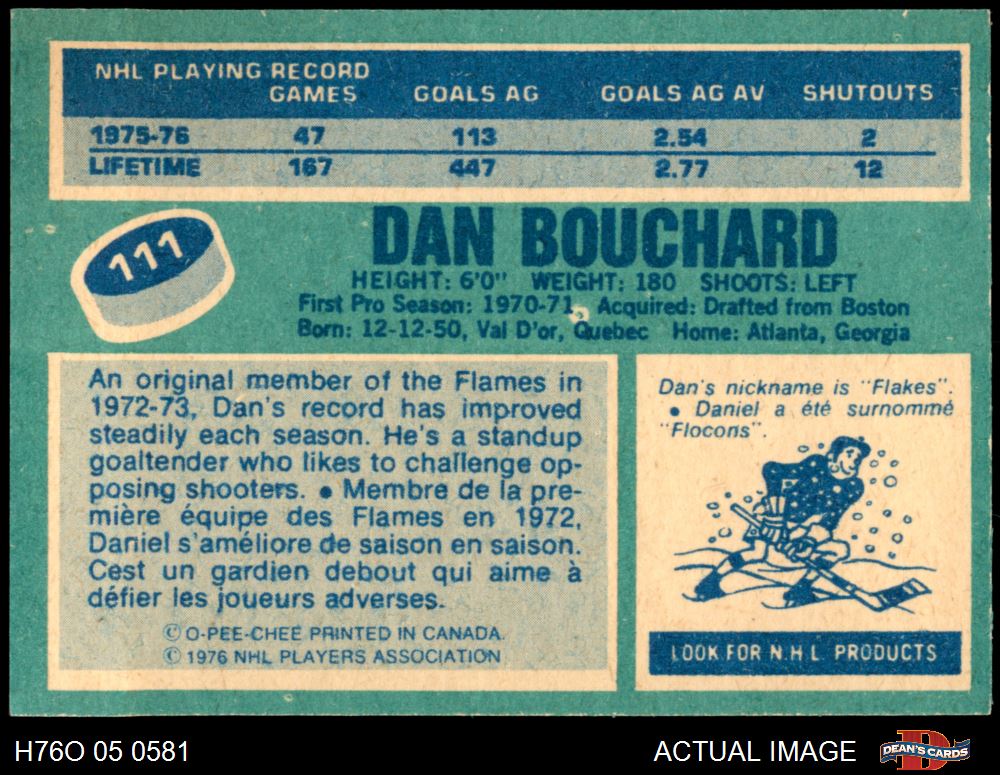 NHL PLAYING RECORD
GAMES GOALS AG GOALS AG AV SHUTOUTS
1975-76 47 113 2.54 2
LIFETIME 167 447 2.77 12
111
DAN BOUCHARD
HEIGHT: 6'0" WEIGHT: 180 SHOOTS: LEFT
First Pro Season: 1970-71, Acquired: Drafted from Boston
Born: 12-12-50, Val D'or, Quebec Home: Atlanta, Georgia
An original member of the Flames in
1972-73, Dan's record has improved
steadily each season. He's a standup
goaltender who likes to challenge op-
posing shooters. • Membre de la pre-
mière équipe des Flames en 1972,
Daniel s'améliore de saison en saison.
Cest un gardien debout qui aime à
défier les joueurs adverses.
© O-PEE-CHEE PRINTED IN CANADA.
© 1976 NHL PLAYERS ASSOCIATION
Dan's nickname is "Flakes".
• Daniel a été surnommé
"Flocons".
LOOK FOR N.H.L. PRODUCTS
H76O 05 0581
ACTUAL IMAGE
D
DEAN'S CARDS